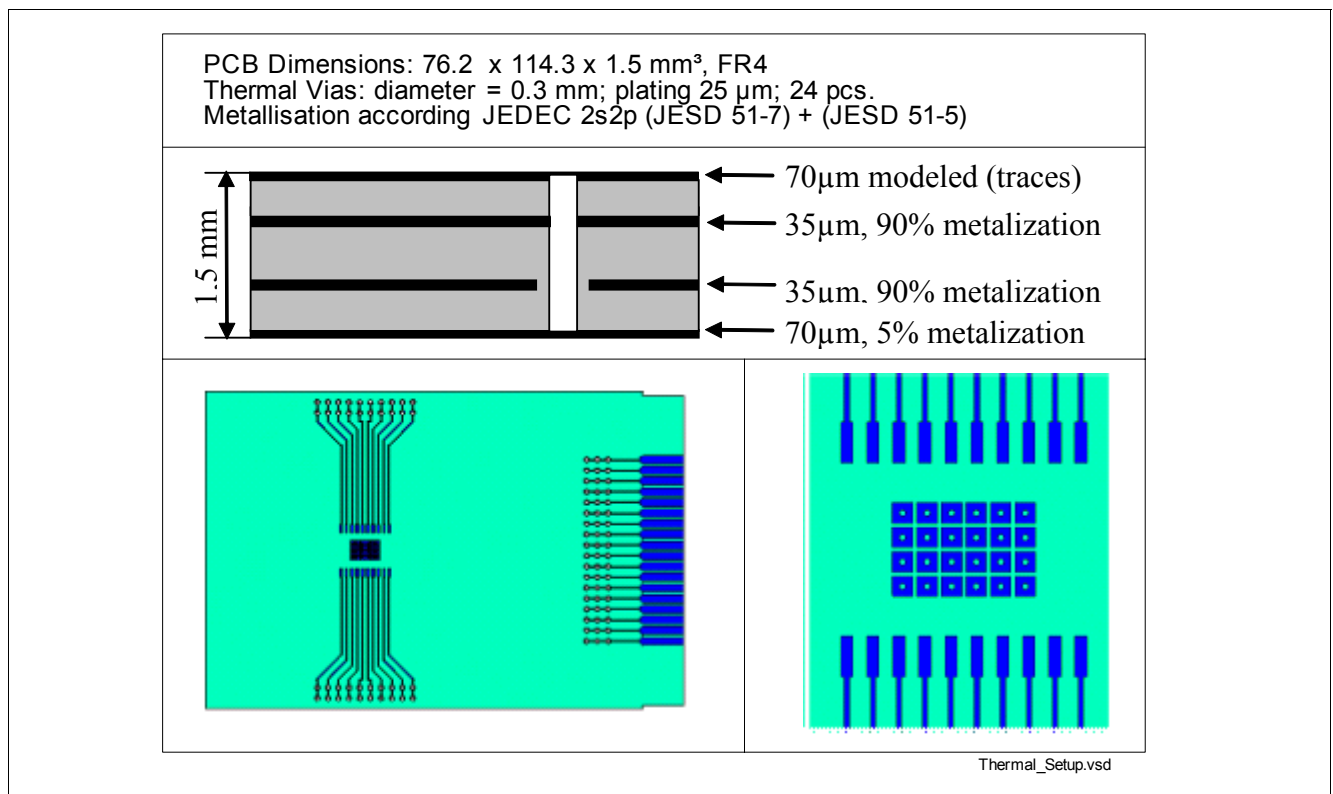 PCB Dimensions: 76.2 x 114.3 x 1.5 mm³, FR4
Thermal Vias: diameter = 0.3 mm; plating 25 µm; 24 pcs.
Metallisation according JEDEC 2s2p (JESD 51-7) + (JESD 51-5)
1.5 mm
70µm modeled (traces)
35µm, 90% metalization
35µm, 90% metalization
70µm, 5% metalization
Thermal_Setup.vsd